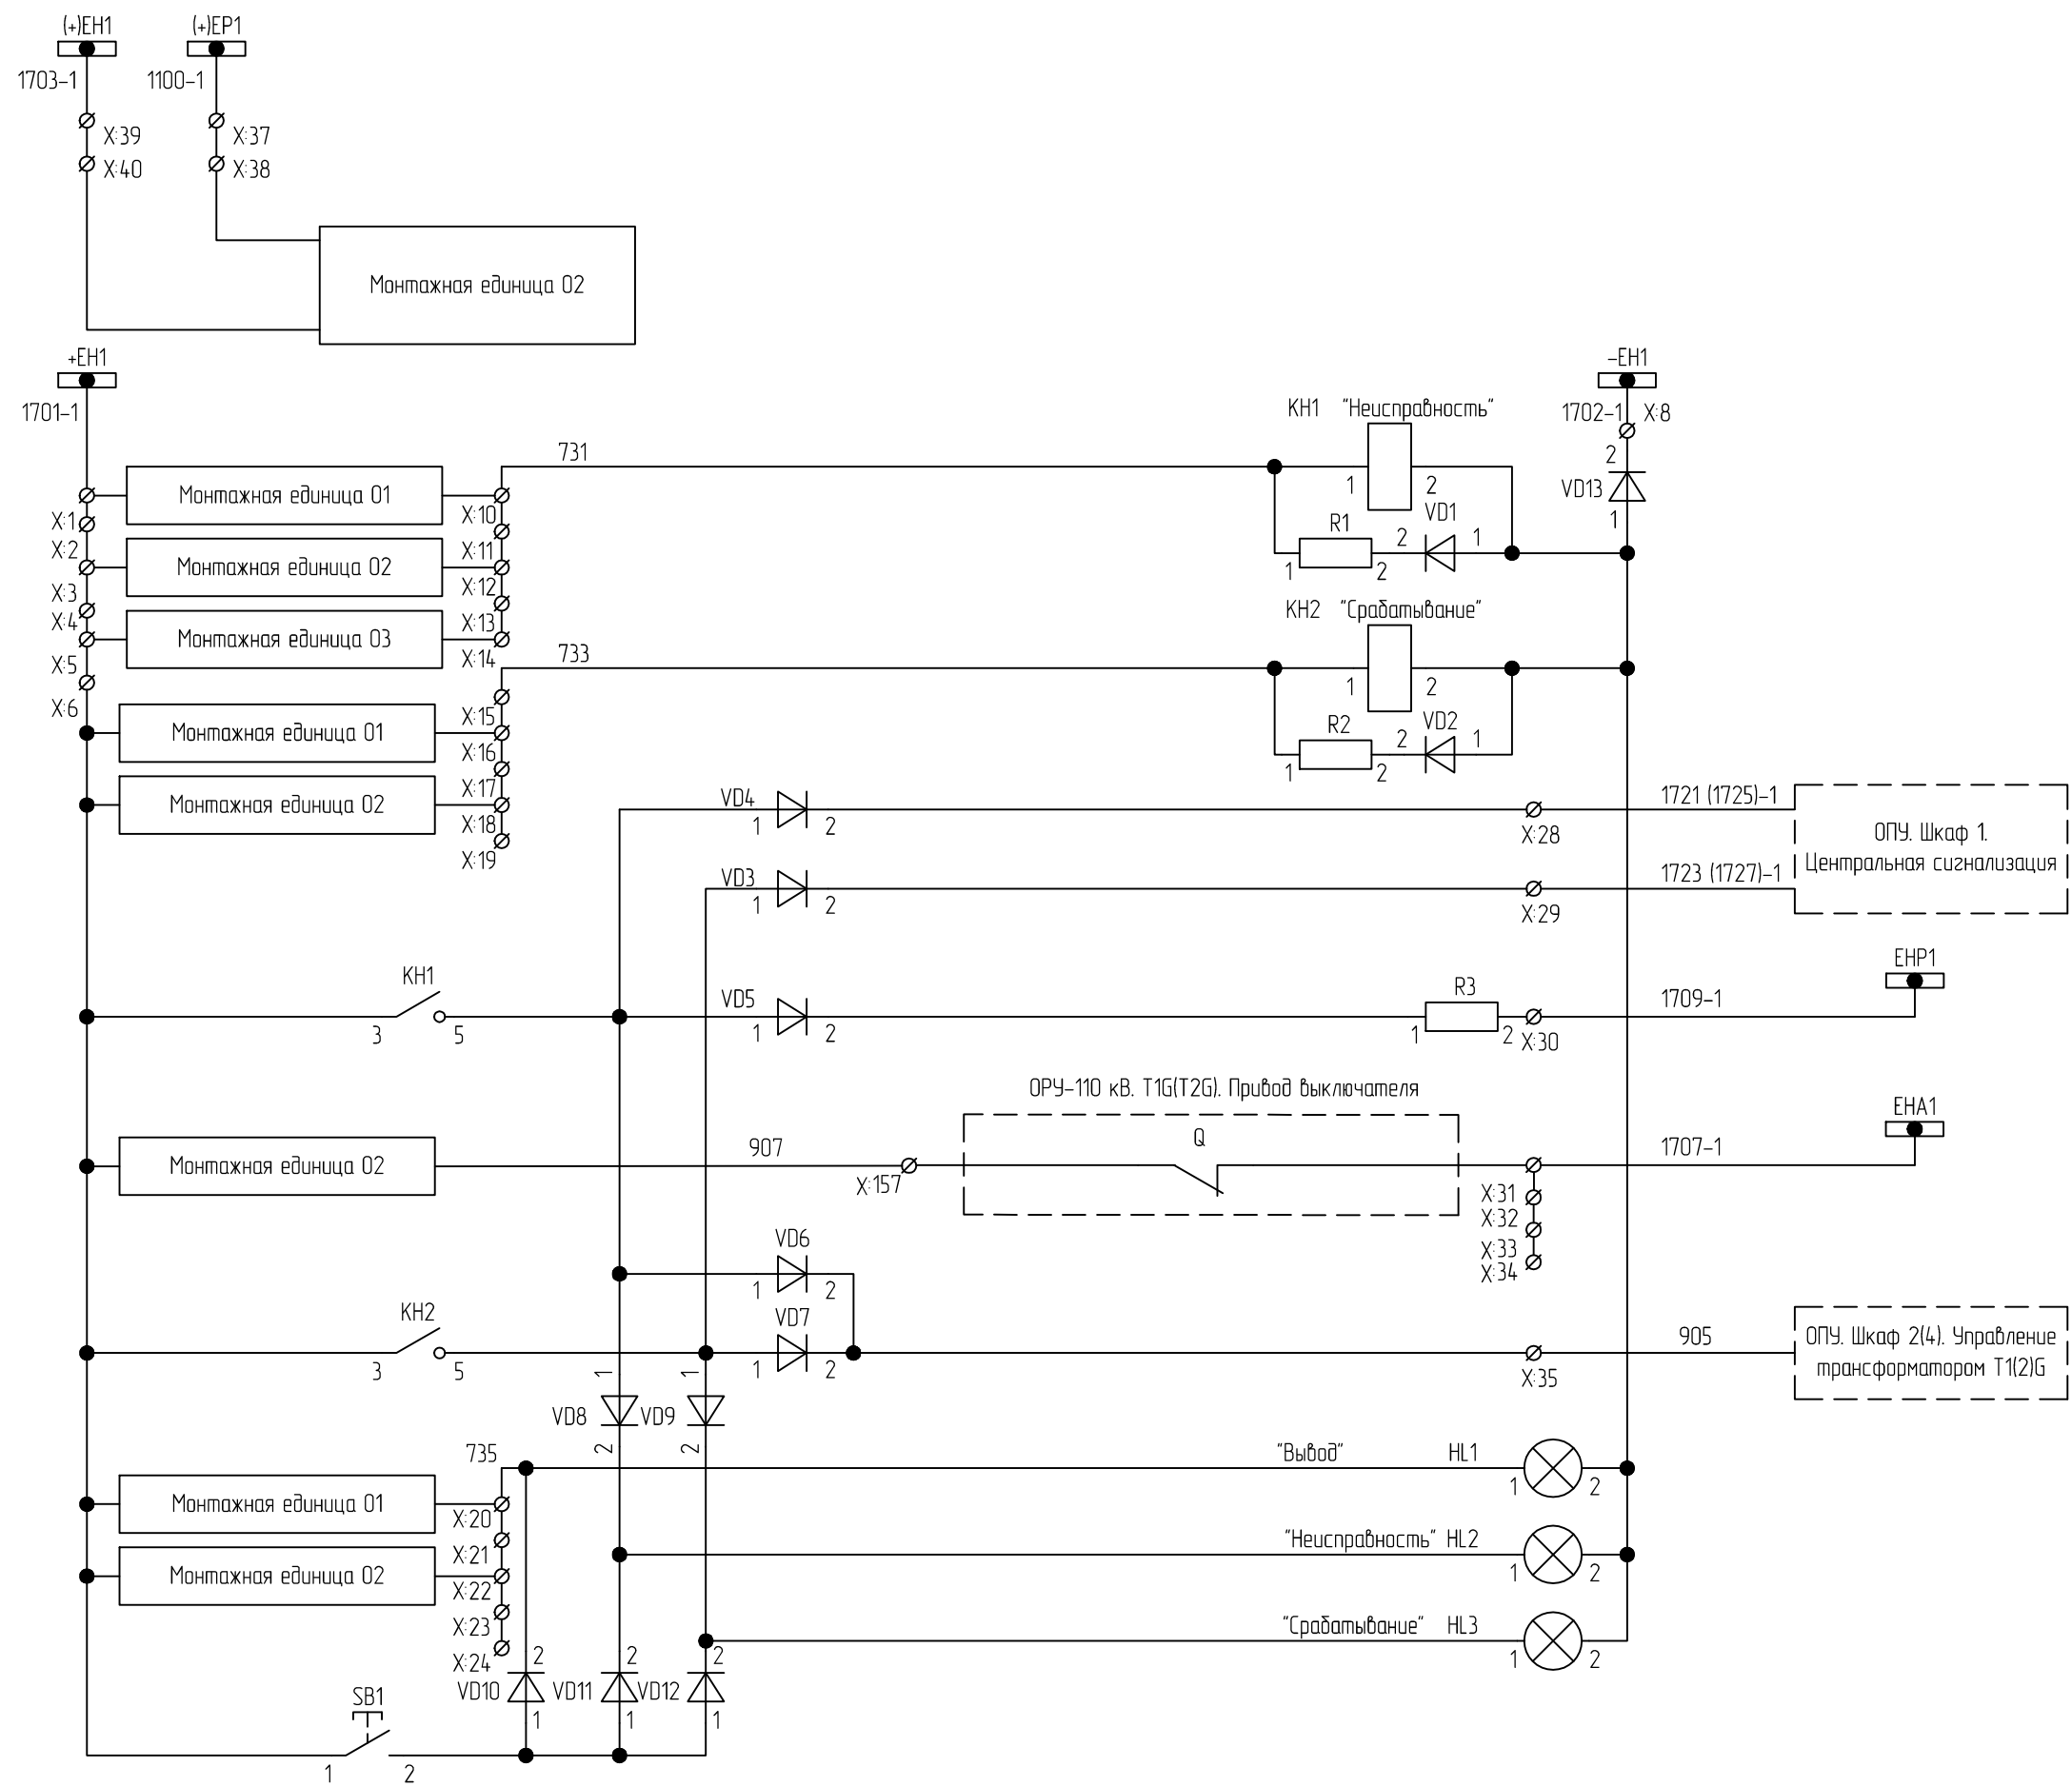 (+)EH1
(+)EP1
1703-1
1100-1
X:39
X:37
X:40
X:38
Монтажная единица 02
+EH1
-EH1
1701-1
KH1 "Неисправность"
1702-1
X:8
731
2
Монтажная единица 01
1
2
VD13
X:1
X:10
R1
VD1
1
2
1
X:2
X:11
Монтажная единица 02
1
2
X:3
X:12
KH2 "Срабатывание"
X:4
X:13
Монтажная единица 03
733
X:5
X:14
1
2
X:6
X:15
R2
VD2
Монтажная единица 01
2
1
X:16
1
2
X:17
Монтажная единица 02
VD4
1721 (1725)-1
X:18
1
2
X:28
ОПУ. Шкаф 1.
Центральная сигнализация
X:19
VD3
1723 (1727)-1
1
2
X:29
KH1
EHP1
VD5
R3
1709-1
3
5
1
2
1
2
X:30
ОРУ-110 кВ. T1G(T2G). Привод выключателя
EHA1
Q
907
1707-1
Монтажная единица 02
X:157
X:31
X:32
VD6
X:33
X:34
1
2
KH2
VD7
905
ОПУ. Шкаф 2(4). Управление
трансформатором T1(2)G
3
5
1
2
X:35
1
1
VD8
VD9
2
2
735
"Вывод"
HL1
1
2
Монтажная единица 01
X:20
"Неисправность" HL2
X:21
Монтажная единица 02
1
2
X:22
X:23
"Срабатывание" HL3
X:24
2
2
2
1
2
VD10
VD11
VD12
SB1
1
1
1
1
2